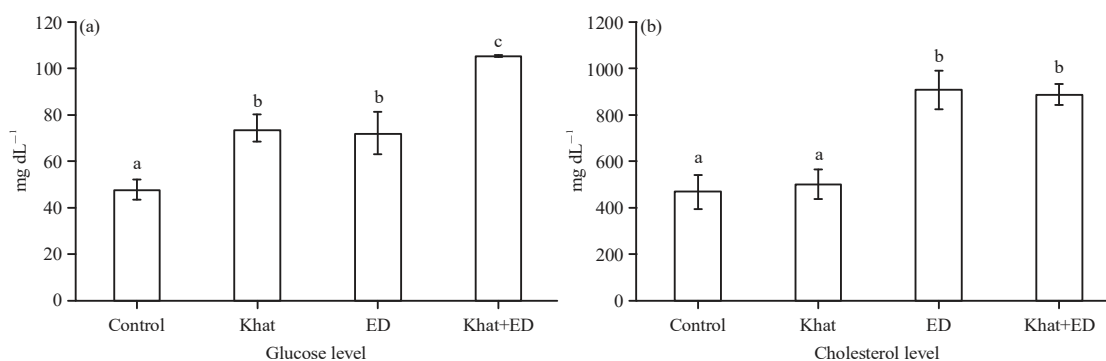 (a)
120
100
80
60
40
20
0
mg dL⁻¹
a
b
b
c
Control Khat ED Khat+ED
Glucose level
(b)
1200
1000
800
600
400
200
0
mg dL⁻¹
a
a
b
b
Control Khat ED Khat+ED
Cholesterol level